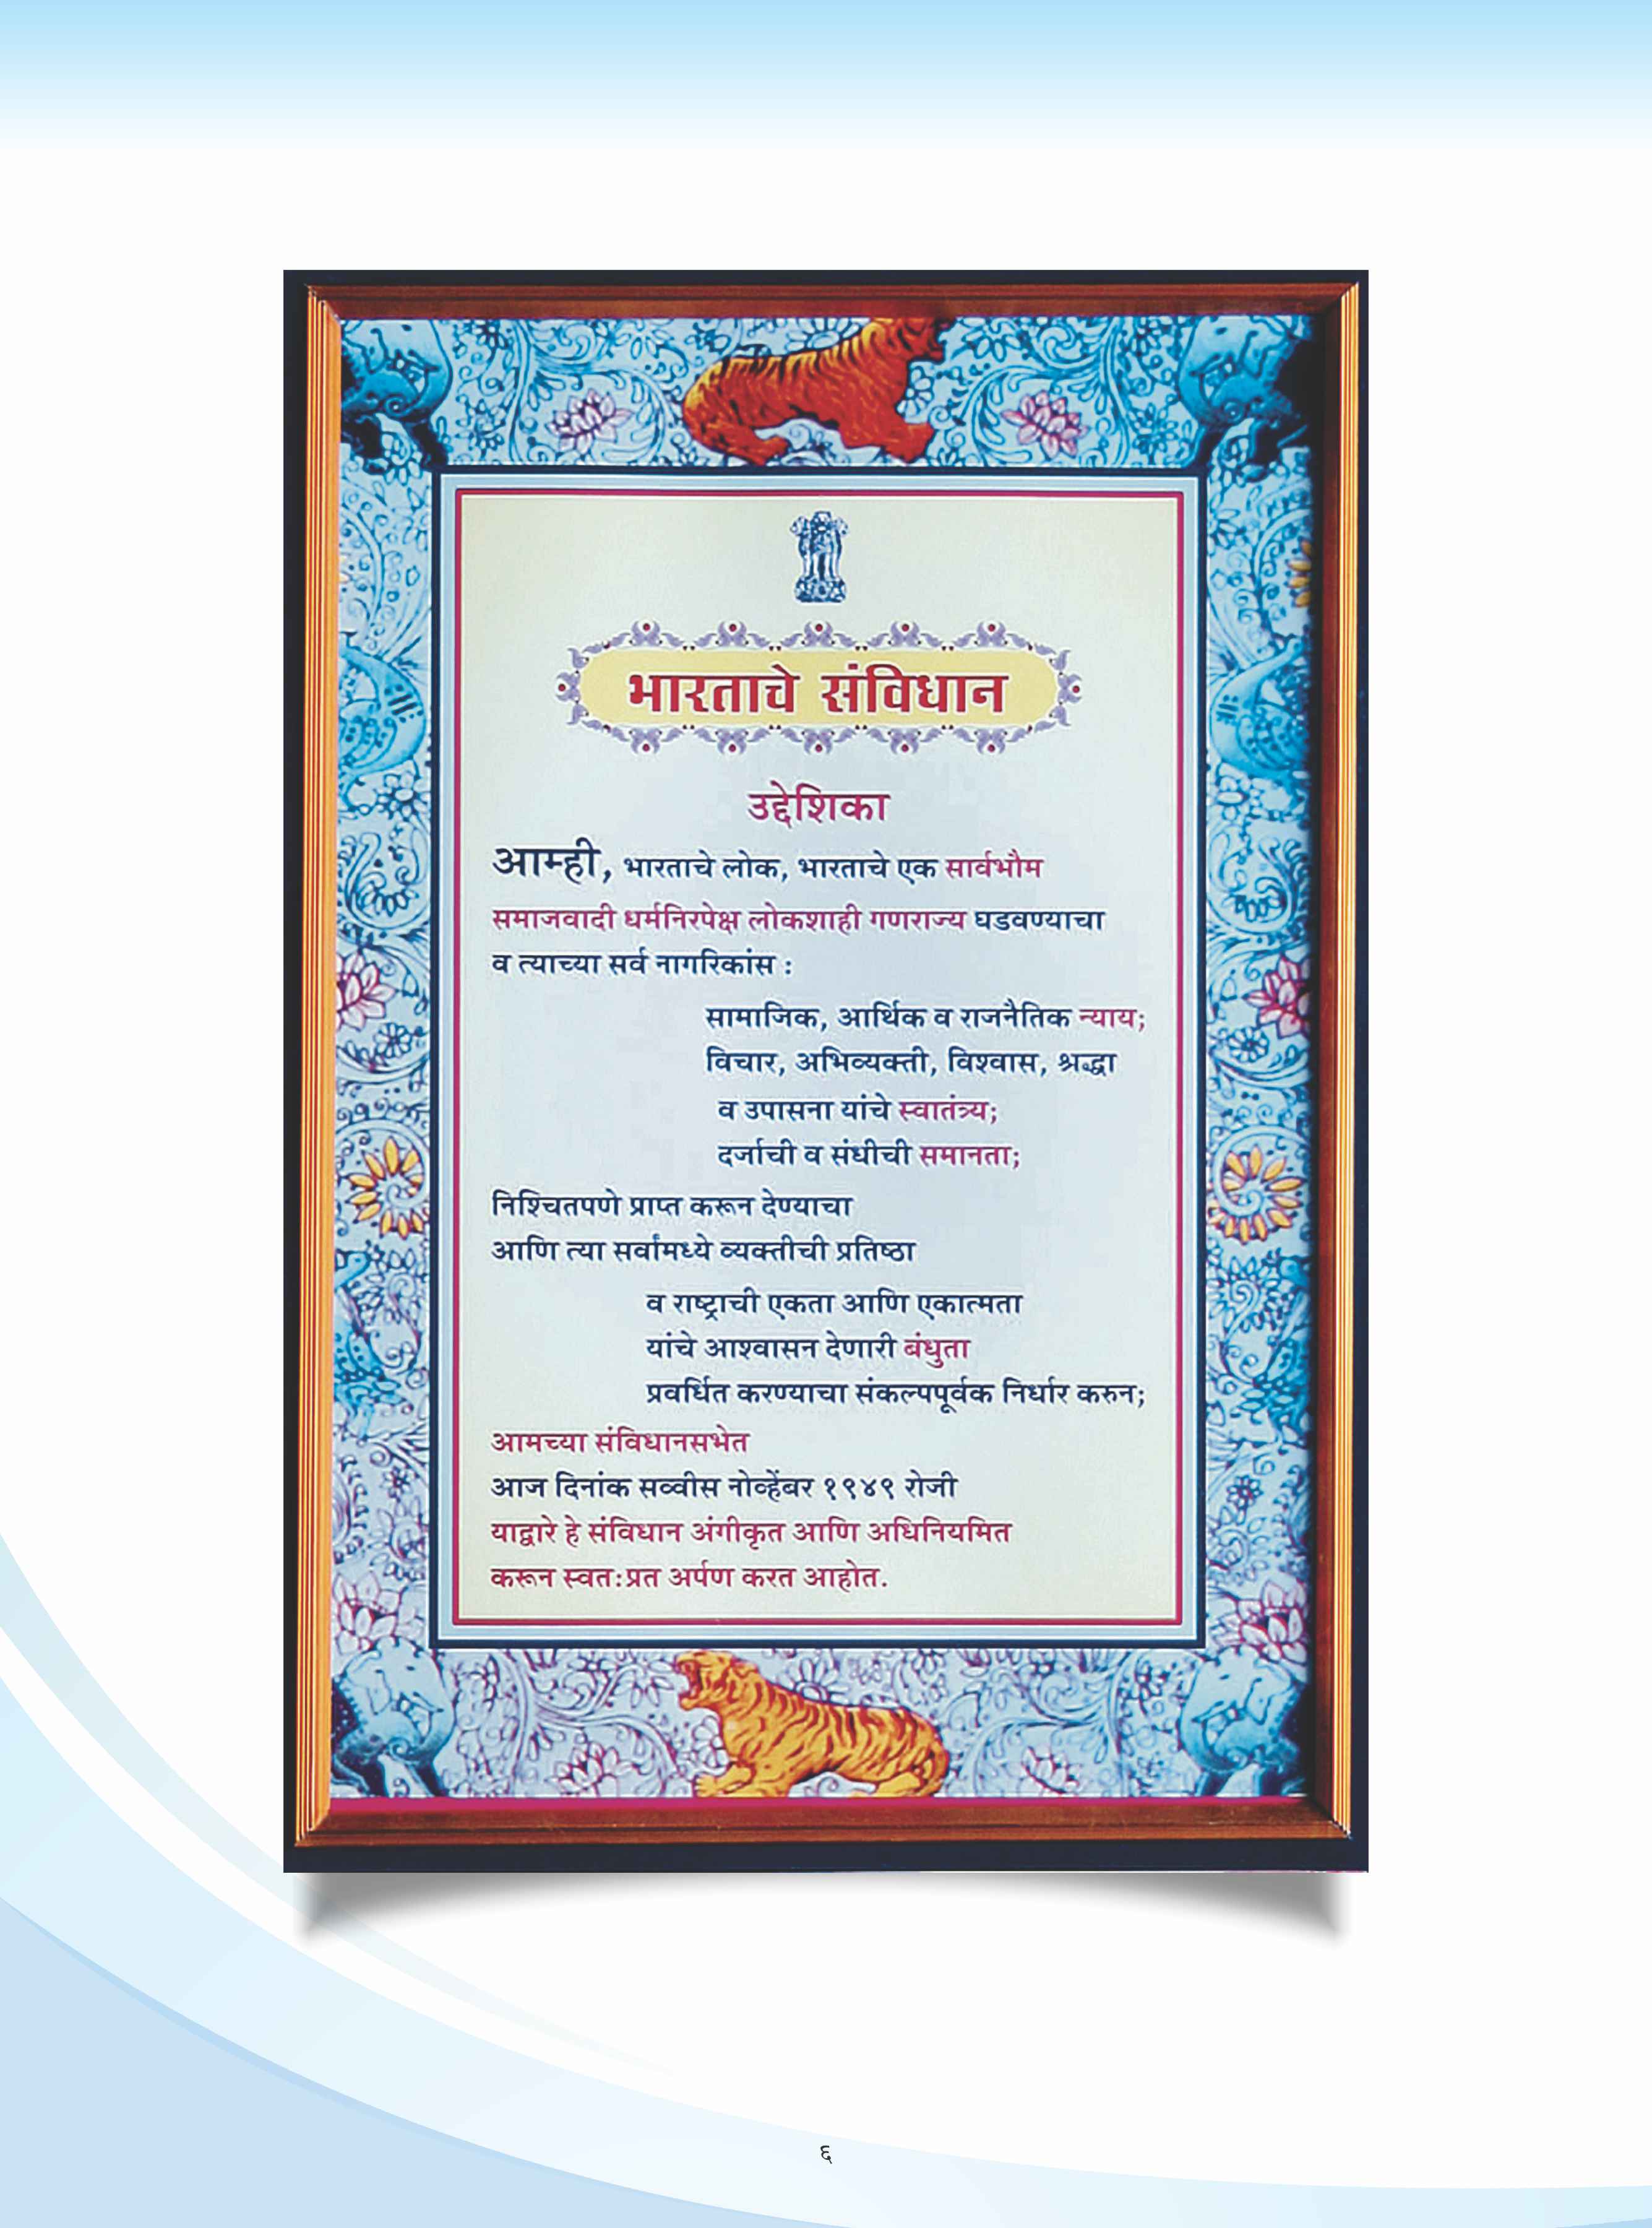 भारताचे संविधान
उद्देशिका
आम्ही, भारताचे लोक, भारताचे एक सार्वभौम
समाजवादी धर्मनिरपेक्ष लोकशाही गणराज्य घडवण्याचा
व त्याच्या सर्व नागरिकांस :
सामाजिक, आर्थिक व राजनैतिक न्याय;
विचार, अभिव्यक्ती, विश्वास, श्रद्धा
व उपासना यांचे स्वातंत्र्य;
दर्जाची व संधीची समानता;
निश्चितपणे प्राप्त करून देण्याचा
आणि त्या सर्वांमध्ये व्यक्तीची प्रतिष्ठा
व राष्ट्राची एकता आणि एकात्मता
यांचे आश्वासन देणारी बंधुता
प्रवर्धित करण्याचा संकल्पपूर्वक निर्धार करुन;
आमच्या संविधानसभेत
आज दिनांक सव्वीस नोव्हेंबर १९४९ रोजी
याद्वारे हे संविधान अंगीकृत आणि अधिनियमित
करून स्वतःप्रत अर्पण करत आहोत.
६